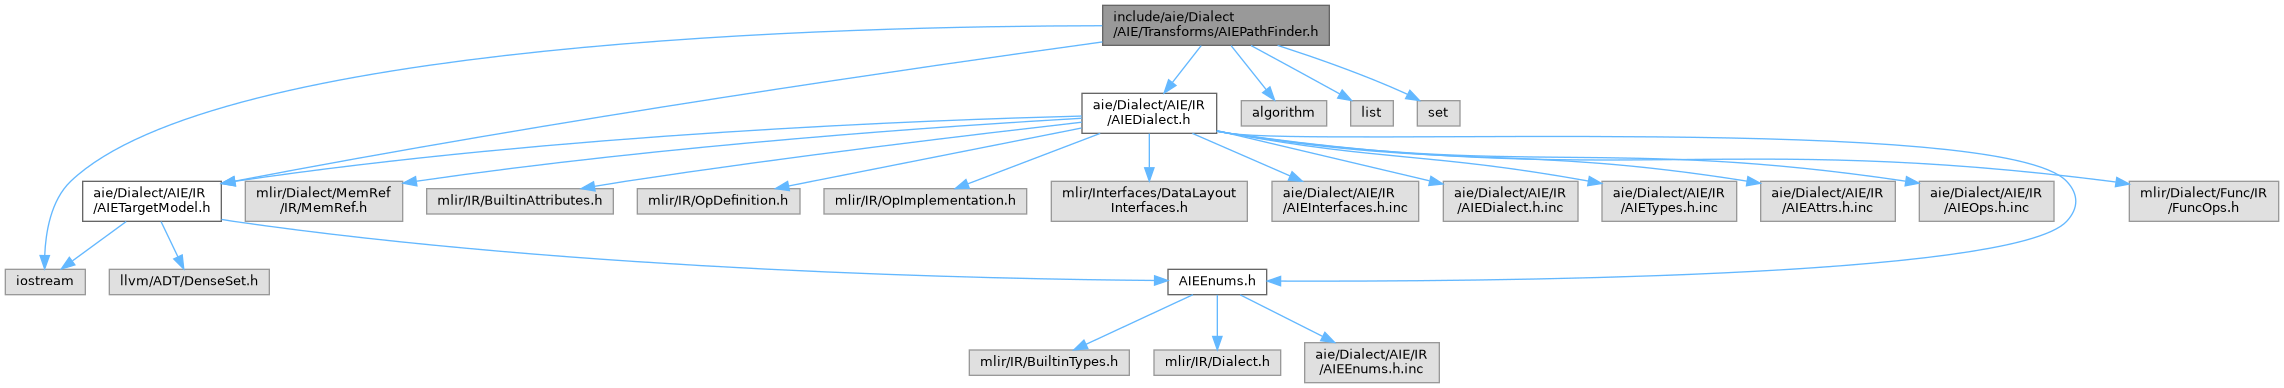 include/aie/Dialect
/AIE/Transforms/AIEPathFinder.h
aie/Dialect/AIE/IR
/AIEDialect.h
algorithm
list
set
aie/Dialect/AIE/IR
/AIETargetModel.h
mlir/Dialect/MemRef
/IR/MemRef.h
mlir/IR/BuiltinAttributes.h
mlir/IR/OpDefinition.h
mlir/IR/OpImplementation.h
mlir/Interfaces/DataLayout
Interfaces.h
aie/Dialect/AIE/IR
/AIEInterfaces.h.inc
aie/Dialect/AIE/IR
/AIEDialect.h.inc
aie/Dialect/AIE/IR
/AIETypes.h.inc
aie/Dialect/AIE/IR
/AIEAttrs.h.inc
aie/Dialect/AIE/IR
/AIEOps.h.inc
mlir/Dialect/Func/IR
/FuncOps.h
iostream
llvm/ADT/DenseSet.h
AIEEnums.h
mlir/IR/BuiltinTypes.h
mlir/IR/Dialect.h
aie/Dialect/AIE/IR
/AIEEnums.h.inc